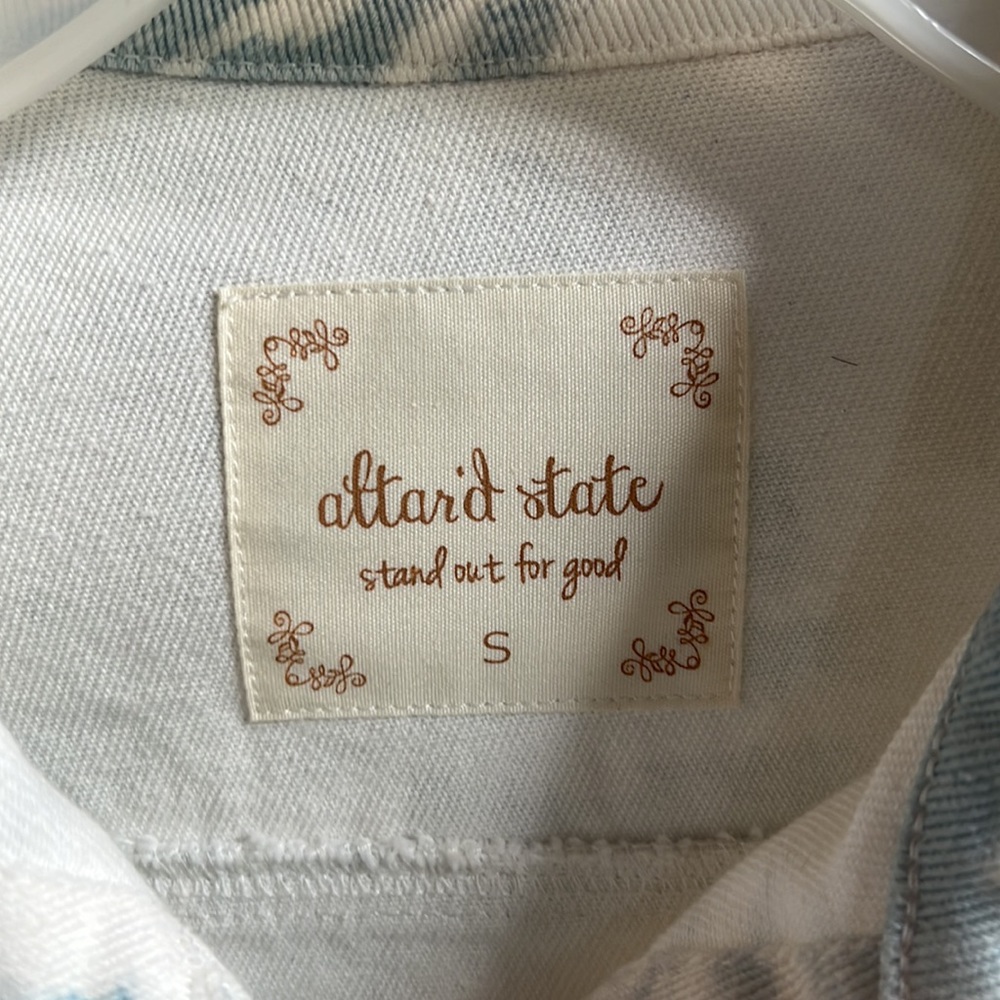 altar'd state
stand out for good
S